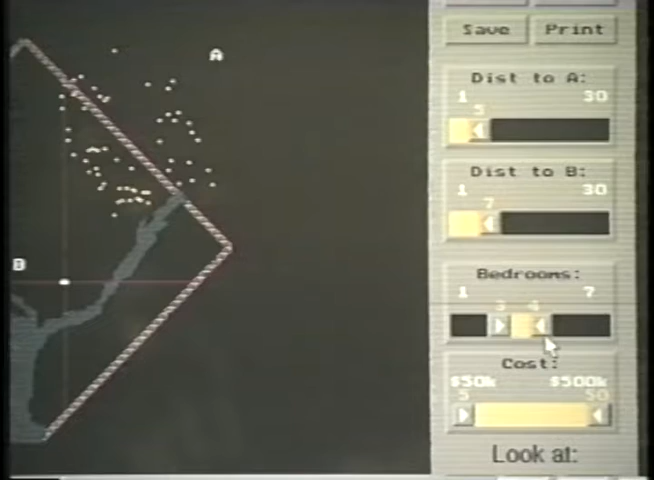 A
B
Save Print
Dist to A:
1 30
5
Dist to B:
1 30
7
Bedrooms:
1 7
3 4
Cost:
$50k $500k
5 50
Look at: